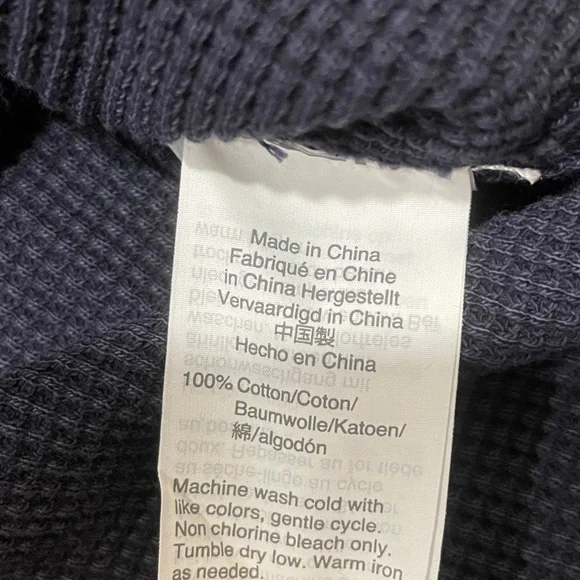 Made in China
Fabriqué en Chine
in China Hergestellt
Vervaardigd in China
中国製
Hecho en China
100% Cotton/Coton/
Baumwolle/Katoen/
綿/algodón
Machine wash cold with
like colors, gentle cycle.
Non chlorine bleach only.
Tumble dry low. Warm iron
as needed.